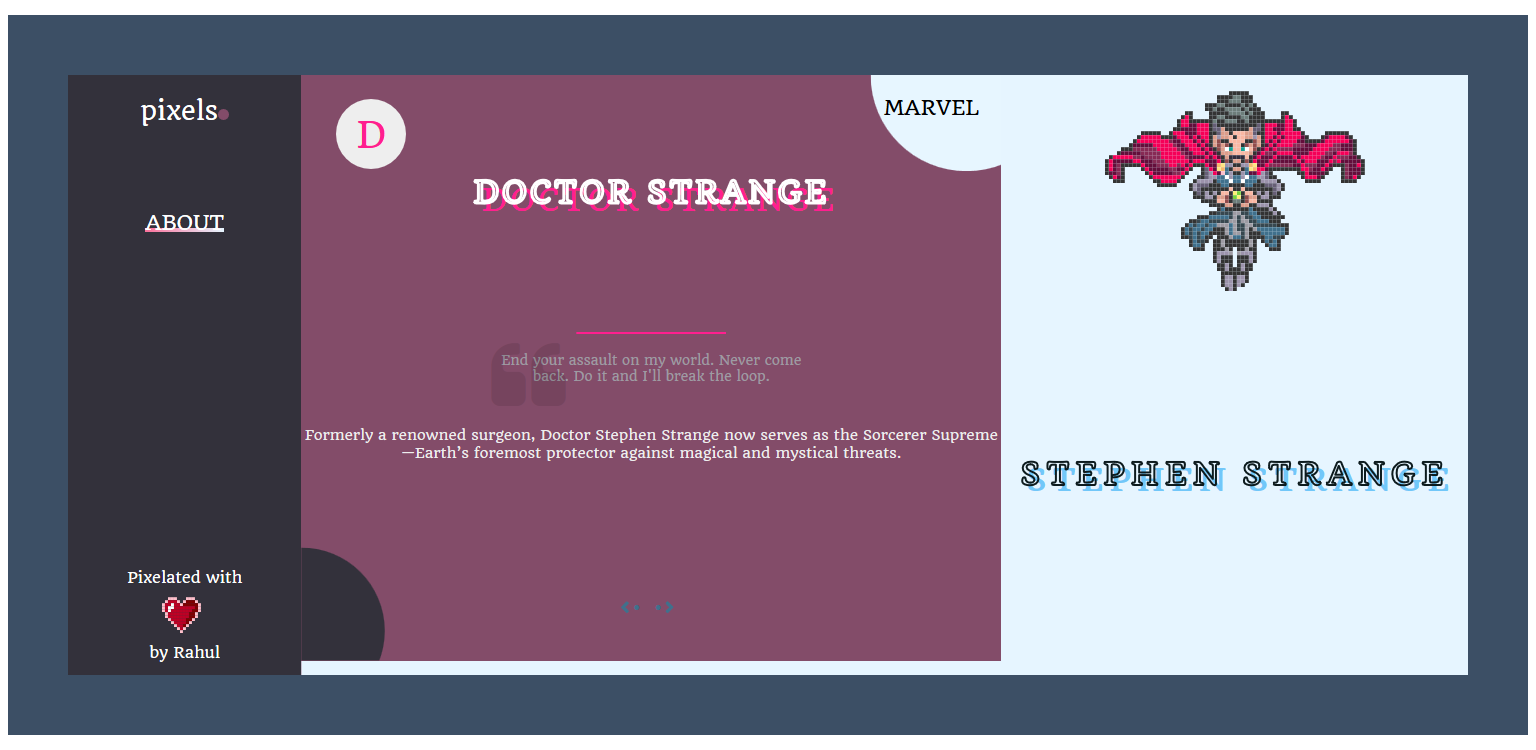 pixels
ABOUT
Pixelated with
by Rahul
D
MARVEL
DOCTOR STRANGE
End your assault on my world. Never come
back. Do it and I'll break the loop.
Formerly a renowned surgeon, Doctor Stephen Strange now serves as the Sorcerer Supreme
—Earth’s foremost protector against magical and mystical threats.
STEPHEN STRANGE